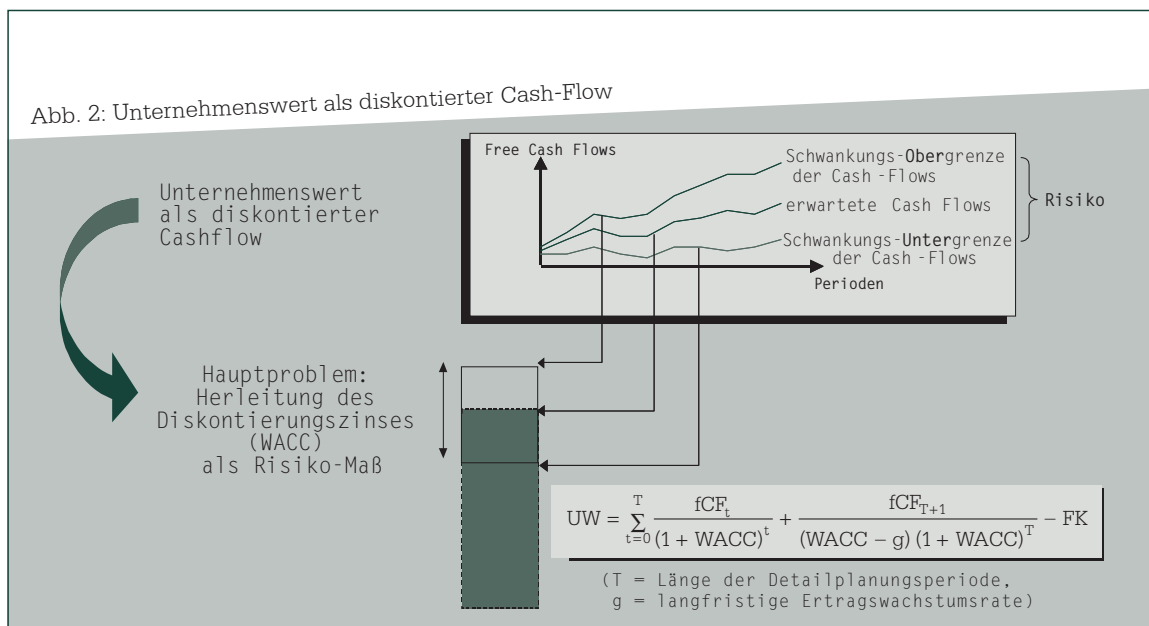 Abb. 2: Unternehmenswert als diskontierter Cash-Flow
Unternehmenswert
als diskontierter
Cashflow
Free Cash Flows
Schwankungs-Obergrenze
der Cash-Flows
erwartete Cash Flows
Schwankungs-Untergrenze
der Cash-Flows
Risiko
Perioden
Hauptproblem:
Herleitung des
Diskontierungszinses
(WACC)
als Risiko-Maß
UW = ∑_{t=0}^{T} fCF_t / (1 + WACC)^t + fCF_{T+1} / ((WACC – g) (1 + WACC)^T) – FK
(T = Länge der Detailplanungsperiode,
g = langfristige Ertragswachstumsrate)